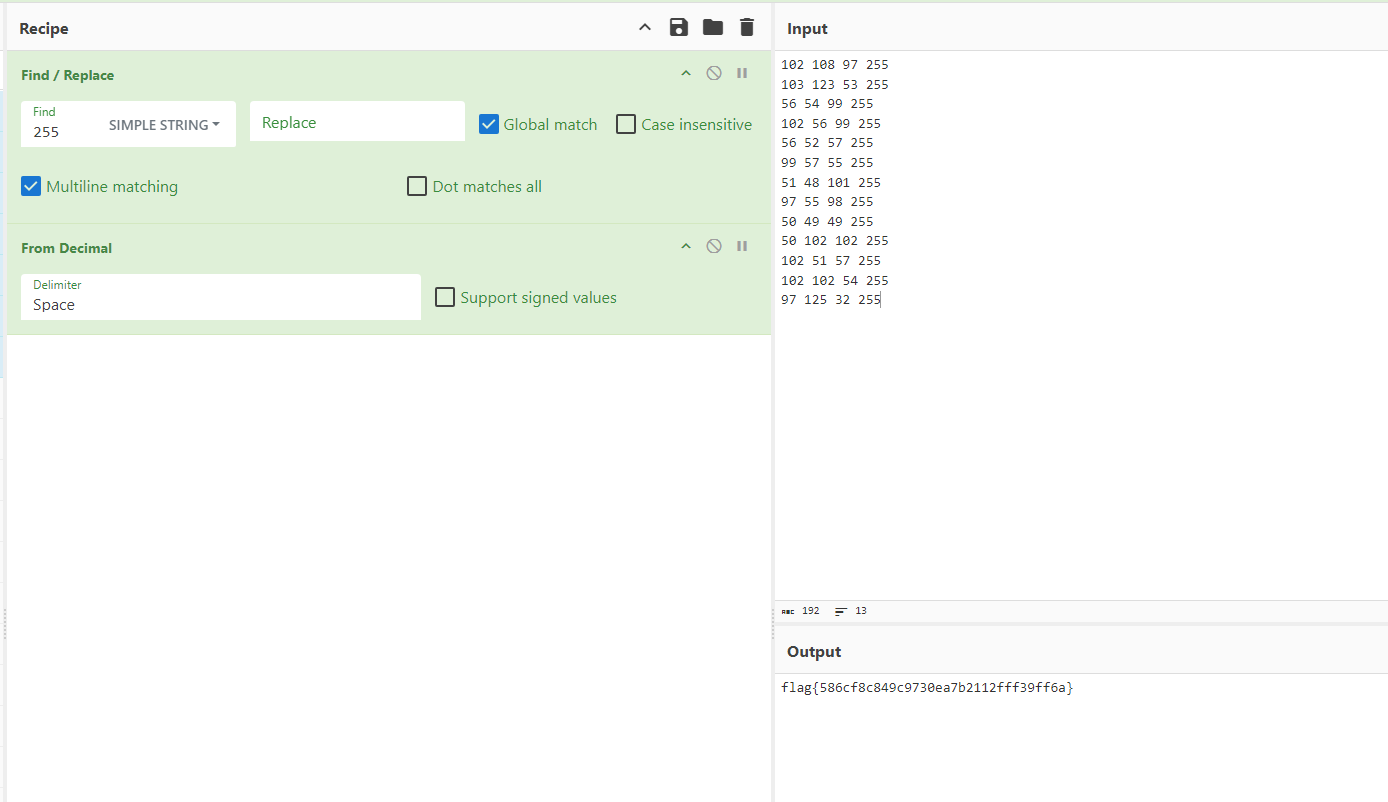 Recipe
Find / Replace
Find
255
SIMPLE STRING
Replace
Global match
Case insensitive
Multiline matching
Dot matches all
From Decimal
Delimiter
Space
Support signed values
Input
102 108 97 255
103 123 53 255
56 54 99 255
102 56 99 255
56 52 57 255
99 57 55 255
51 48 101 255
97 55 98 255
50 49 49 255
50 102 102 255
102 51 57 255
102 102 54 255
97 125 32 255
ABC 192 13
Output
flag{586cf8c849c9730ea7b2112fff39ff6a}